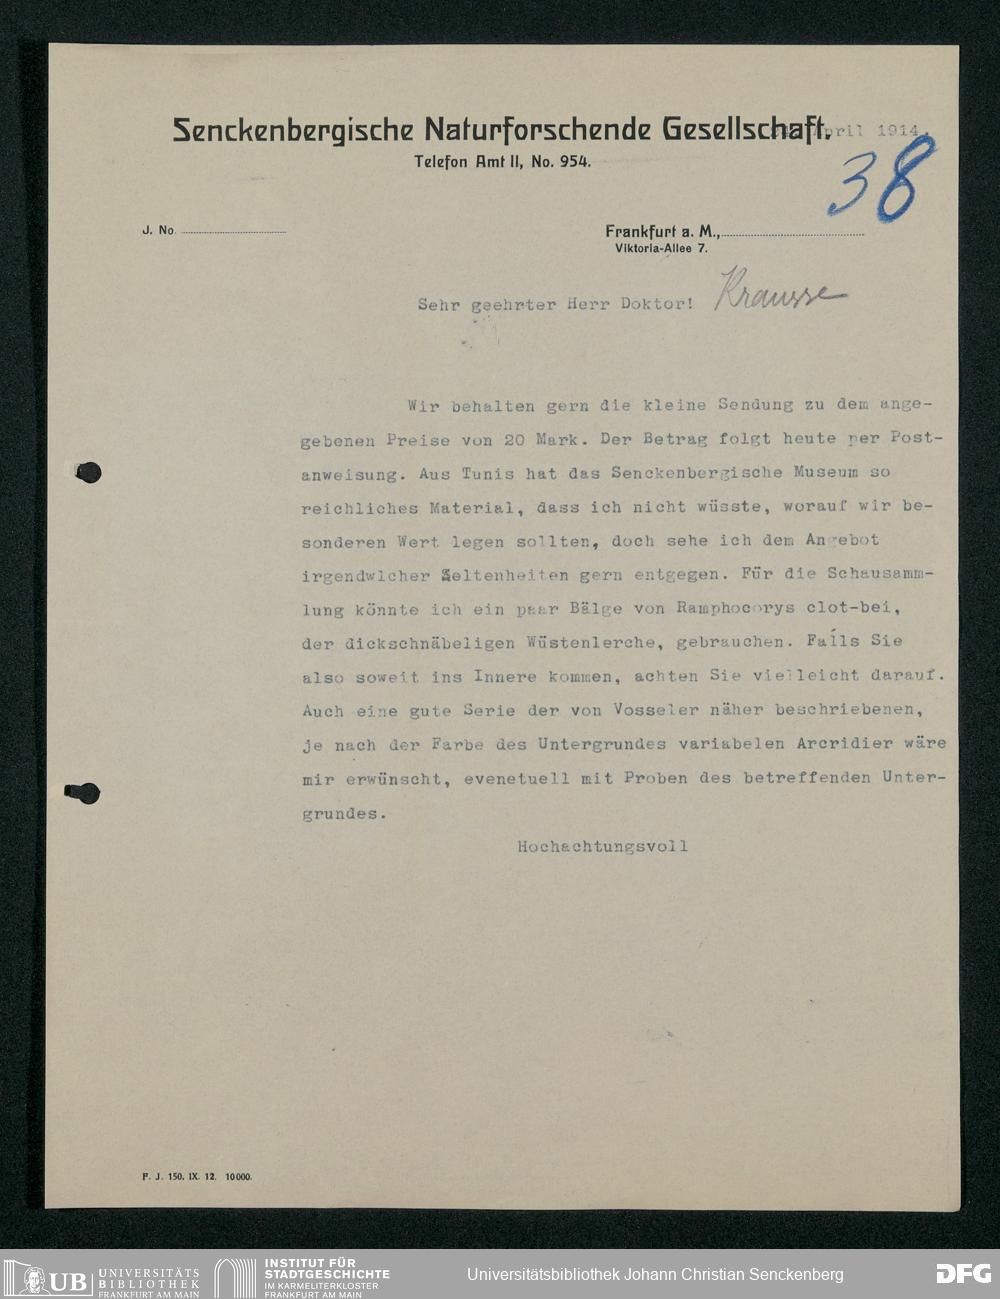 Senckenbergische Naturforschende Gesellschaft.
April 1914.
Telefon Amt II, No. 954.
38
J. No.
Frankfurt a. M.,
Viktoria-Allee 7.
Sehr geehrter Herr Doktor! Krausse
Wir behalten gern die kleine Sendung zu dem ange-
gebenen Preise von 20 Mark. Der Betrag folgt heute per Post-
anweisung. Aus Tunis hat das Senckenbergische Museum so
reichliches Material, dass ich nicht wüsste, worauf wir be-
sonderen Wert legen sollten, doch sehe ich dem Angebot
irgendwlcher Seltenheiten gern entgegen. Für die Schausamm-
lung könnte ich ein paar Bälge von Ramphocorys clot-bei,
der dickschnäbeligen Wüstenlerche, gebrauchen. Falls Sie
also soweit ins Innere kommen, achten Sie vielleicht darauf.
Auch eine gute Serie der von Vosseler näher beschriebenen,
je nach der Farbe des Untergrundes variabelen Arcridier wäre
mir erwünscht, evenetuell mit Proben des betreffenden Unter-
grundes.
Hochachtungsvoll
F. J. 150. IX. 12. 10000.
UB UNIVERSITÄTS
BIBLIOTHEK
FRANKFURT AM MAIN
INSTITUT FÜR
STADTGESCHICHTE
IM KARMELITERKLOSTER
FRANKFURT AM MAIN
Universitätsbibliothek Johann Christian Senckenberg
DFG